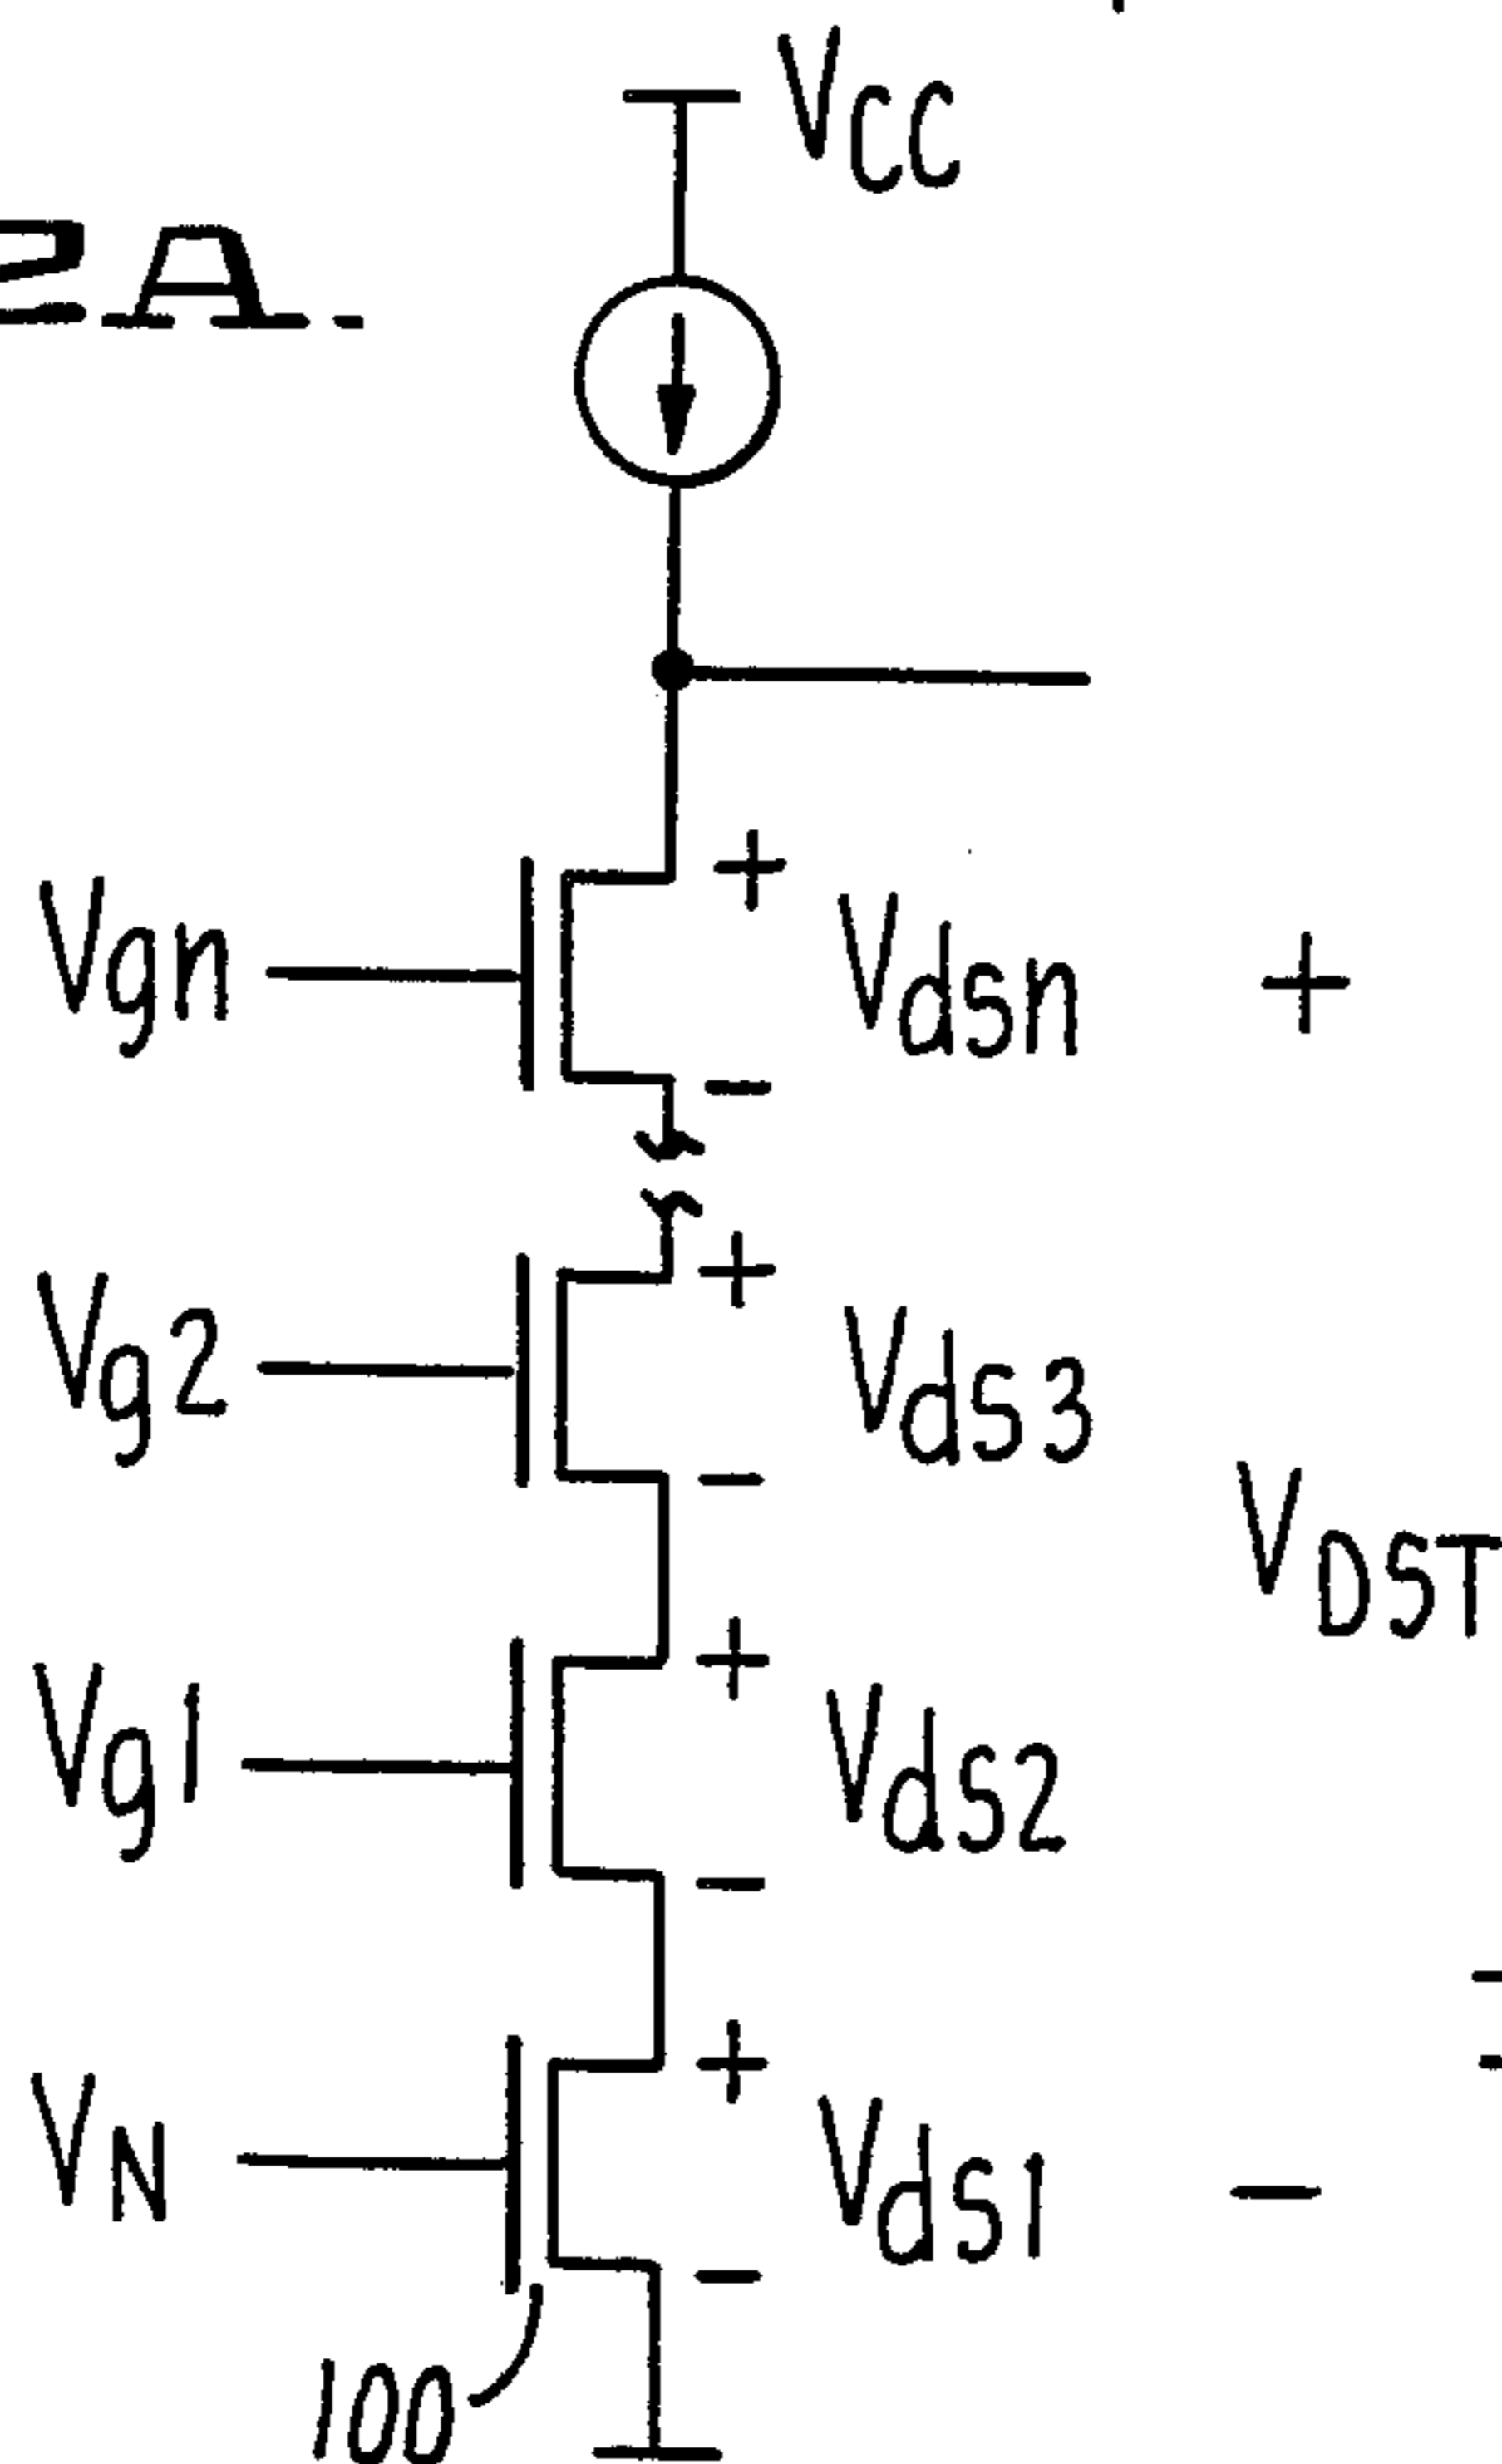 VCC
2A.
+
Vgn
Vdsn
+
-
+
Vg2
Vds3
-
VDST
+
Vg1
Vds2
-
+
VN
Vds1
-
-
100